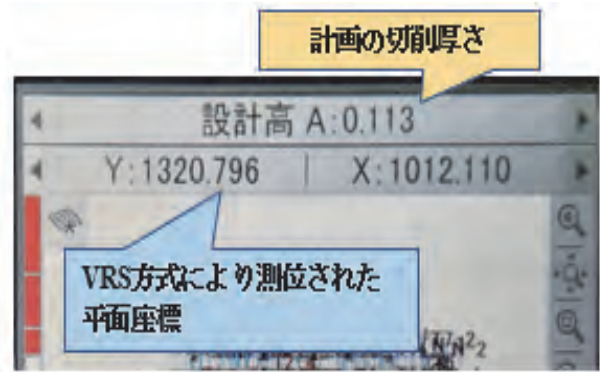 計画の切削厚さ
設計高 A:0.113
Y:1320.796 X:1012.110
VRS方式により測位された
平面座標